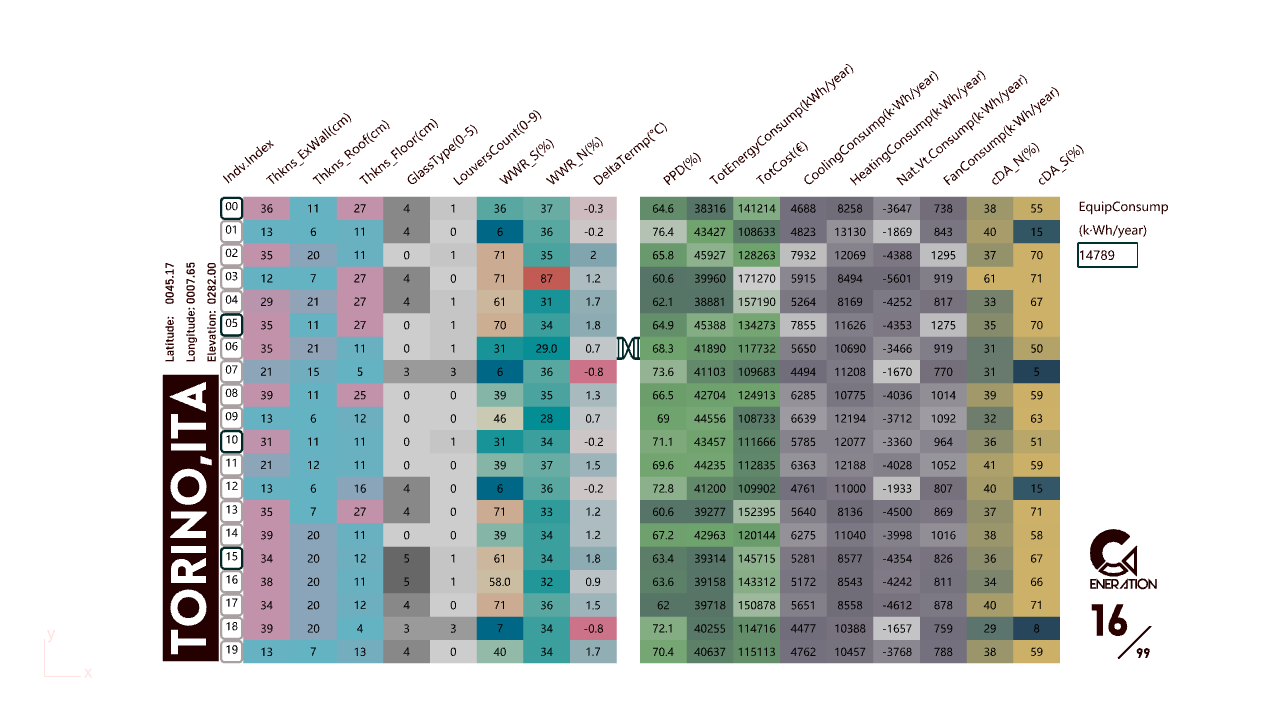 Indv.Index Thkns_ExWall(cm) Thkns_Roof(cm) Thkns_Floor(cm) GlassType(0-5) LouversCount(0-9) WWR_S(%) WWR_N(%) DeltaTermp(°C) PPD(%) TotEnergyConsump(kWh/year) TotCost(€) CoolingConsump(k·Wh/year) HeatingConsump(k·Wh/year) Nat.Vt.Consump(k·Wh/year) FanConsump(k·Wh/year) cDA_N(%) cDA_S(%)
00 36 11 27 4 1 36 37 -0.3 64.6 38316 141214 4688 8258 -3647 738 38 55
01 13 6 11 4 0 6 36 -0.2 76.4 43427 108633 4823 13130 -1869 843 40 15
02 35 20 11 0 1 71 35 2 65.8 45927 128263 7932 12069 -4388 1295 37 70
03 12 7 27 4 0 71 87 1.2 60.6 39960 171270 5915 8494 -5601 919 61 71
04 29 21 27 4 1 61 31 1.7 62.1 38881 157190 5264 8169 -4252 817 33 67
05 35 11 27 0 1 70 34 1.8 64.9 45388 134273 7855 11626 -4353 1275 35 70
06 35 21 11 0 1 31 29.0 0.7 68.3 41890 117732 5650 10690 -3466 919 31 50
07 21 15 5 3 3 6 36 -0.8 73.6 41103 109683 4494 11208 -1670 770 31 5
08 39 11 25 0 0 39 35 1.3 66.5 42704 124913 6285 10775 -4036 1014 39 59
09 13 6 12 0 0 46 28 0.7 69 44556 108733 6639 12194 -3712 1092 32 63
10 31 11 11 0 1 31 34 -0.2 71.1 43457 111666 5785 12077 -3360 964 36 51
11 21 12 11 0 0 39 37 1.5 69.6 44235 112835 6363 12188 -4028 1052 41 59
12 13 6 16 4 0 6 36 -0.2 72.8 41200 109902 4761 11000 -1933 807 40 15
13 35 7 27 4 0 71 33 1.2 60.6 39277 152395 5640 8136 -4500 869 37 71
14 39 20 11 0 0 39 34 1.2 67.2 42963 120144 6275 11040 -3998 1016 38 58
15 34 20 12 5 1 61 34 1.8 63.4 39314 145715 5281 8577 -4354 826 36 67
16 38 20 11 5 1 58.0 32 0.9 63.6 39158 143312 5172 8543 -4242 811 34 66
17 34 20 12 4 0 71 36 1.5 62 39718 150878 5651 8558 -4612 878 40 71
18 39 20 4 3 3 7 34 -0.8 72.1 40255 114716 4477 10388 -1657 759 29 8
19 13 7 13 4 0 40 34 1.7 70.4 40637 115113 4762 10457 -3768 788 38 59
Latitude: 0045.17
Longitude: 0007.65
Elevation: 0282.00
TORINO,ITA
EquipConsump
(k·Wh/year)
14789
ENERATION
16
/99
y
x